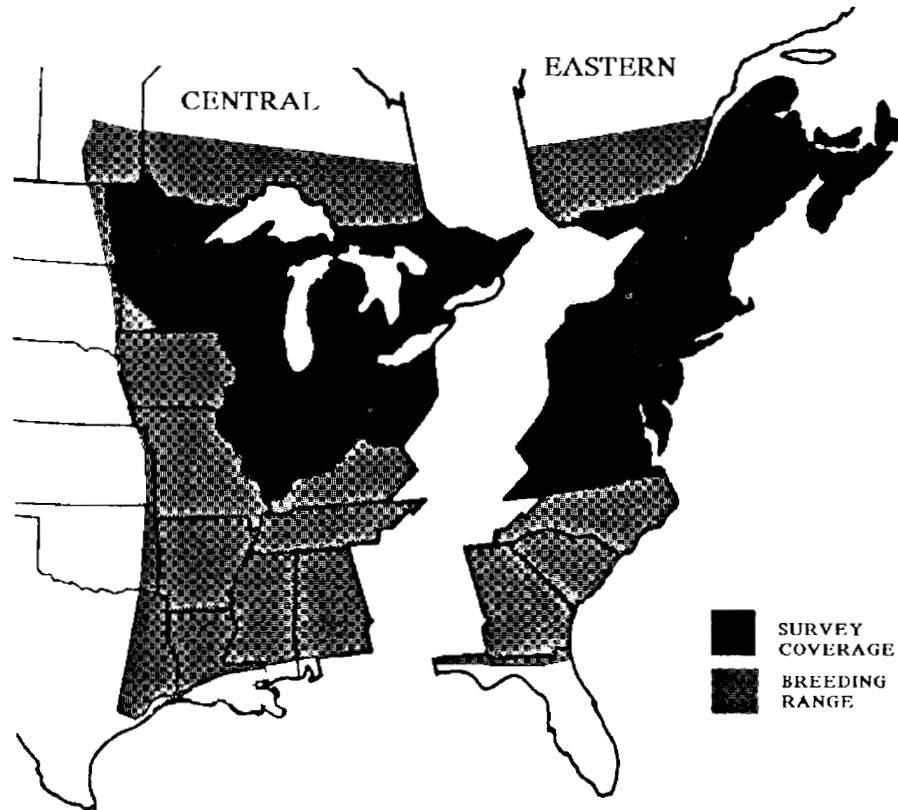 CENTRAL
EASTERN
SURVEY
COVERAGE
BREEDING
RANGE